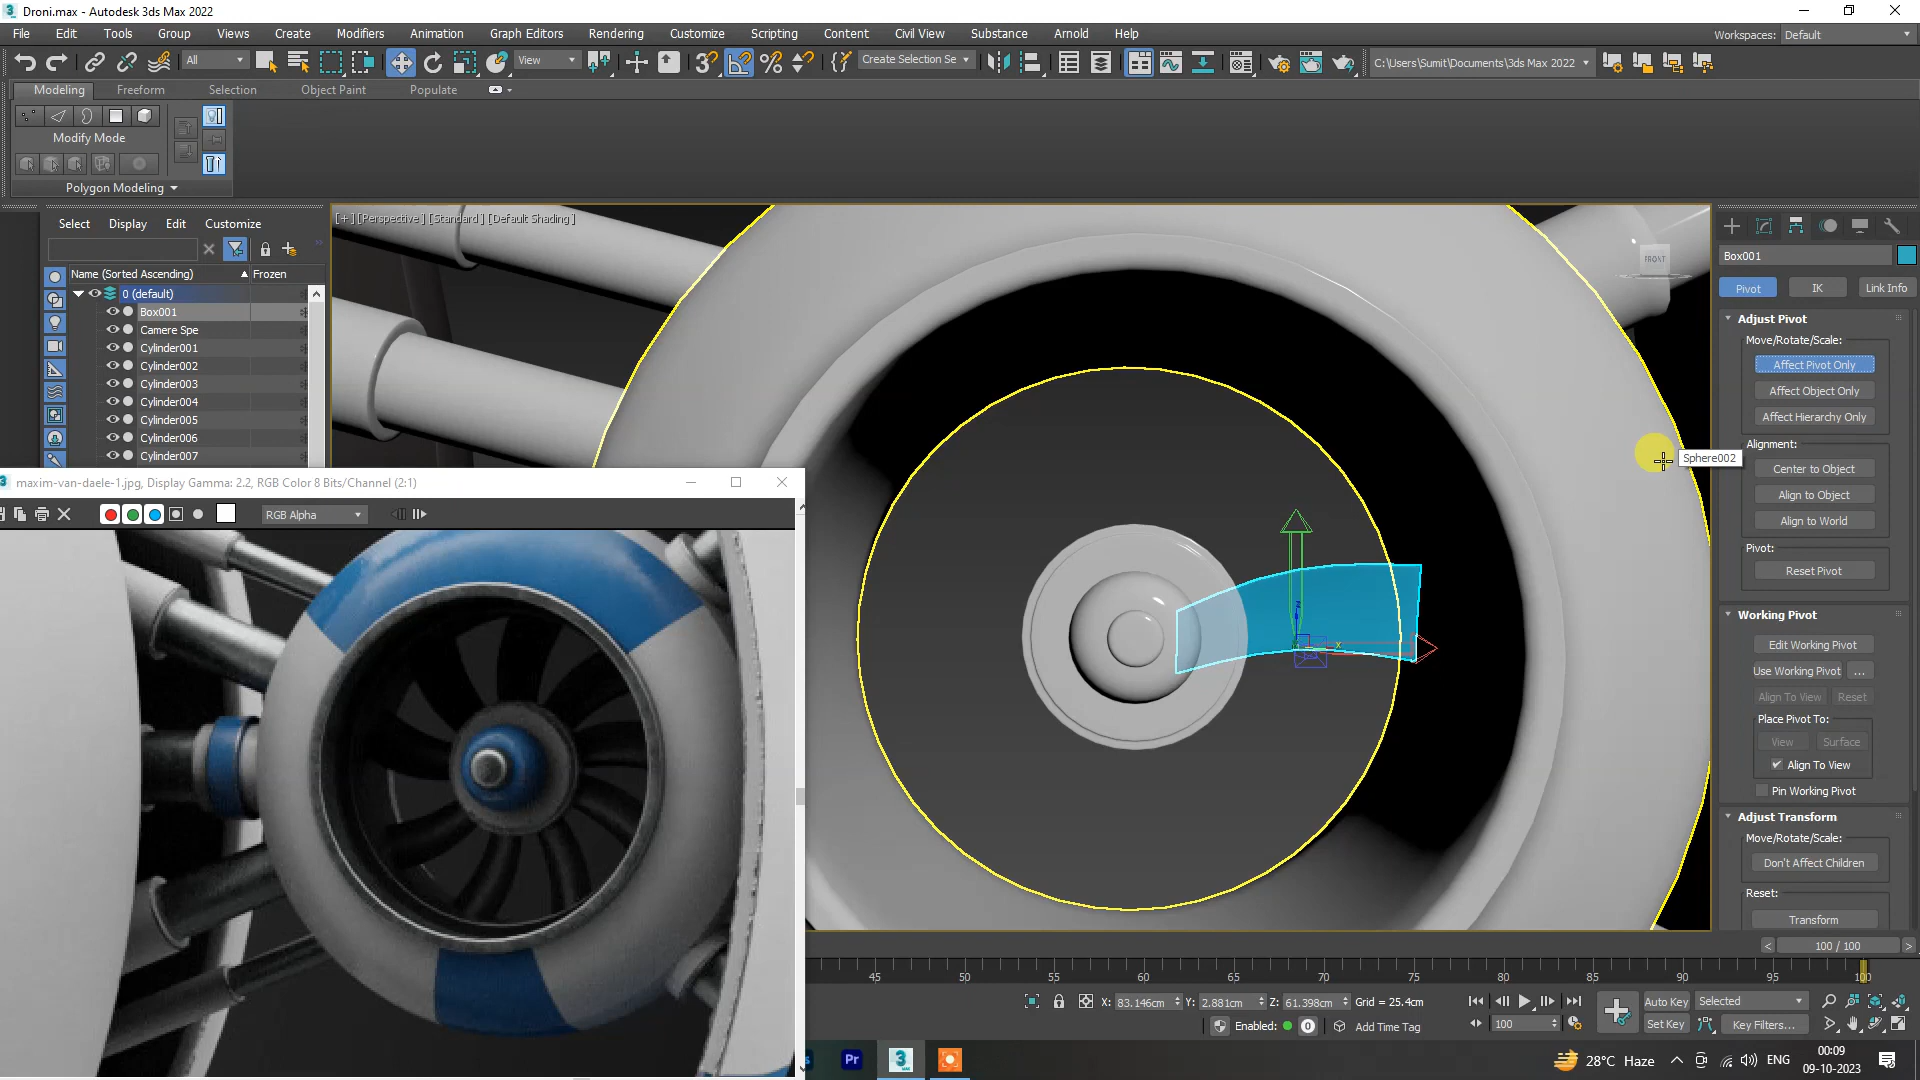 Droni.max - Autodesk 3ds Max 2022
File Edit Tools Group Views Create Modifiers Animation Graph Editors Rendering Customize Scripting Content Civil View Substance Arnold Help
Workspaces: Default
All View Create Selection Se C:\Users\Sumit\Documents\3ds Max 2022
Modeling Freeform Selection Object Paint Populate
Modify Mode
Polygon Modeling
Select Display Edit Customize
Name (Sorted Ascending) Frozen
0 (default)
Box001
Camere Spe
Cylinder001
Cylinder002
Cylinder003
Cylinder004
Cylinder005
Cylinder006
Cylinder007
[+] [Perspective] [Standard] [Default Shading]
FRONT
Sphere002
x
maxim-van-daele-1.jpg, Display Gamma: 2.2, RGB Color 8 Bits/Channel (2:1)
RGB Alpha
Box001
Pivot IK Link Info
Adjust Pivot
Move/Rotate/Scale:
Affect Pivot Only
Affect Object Only
Affect Hierarchy Only
Alignment:
Center to Object
Align to Object
Align to World
Pivot:
Reset Pivot
Working Pivot
Edit Working Pivot
Use Working Pivot ...
Align To View Reset
Place Pivot To:
View Surface
Align To View
Pin Working Pivot
Adjust Transform
Move/Rotate/Scale:
Don't Affect Children
Reset:
Transform
< 100 / 100 >
45 50 55 60 65 70 75 80 85 90 95 100
X: 83.146cm Y: 2.881cm Z: 61.398cm Grid = 25.4cm
Auto Key Selected
Enabled: 0 Add Time Tag
100
Set Key Key Filters...
Pr 3
28°C Haze ENG 00:09
09-10-2023